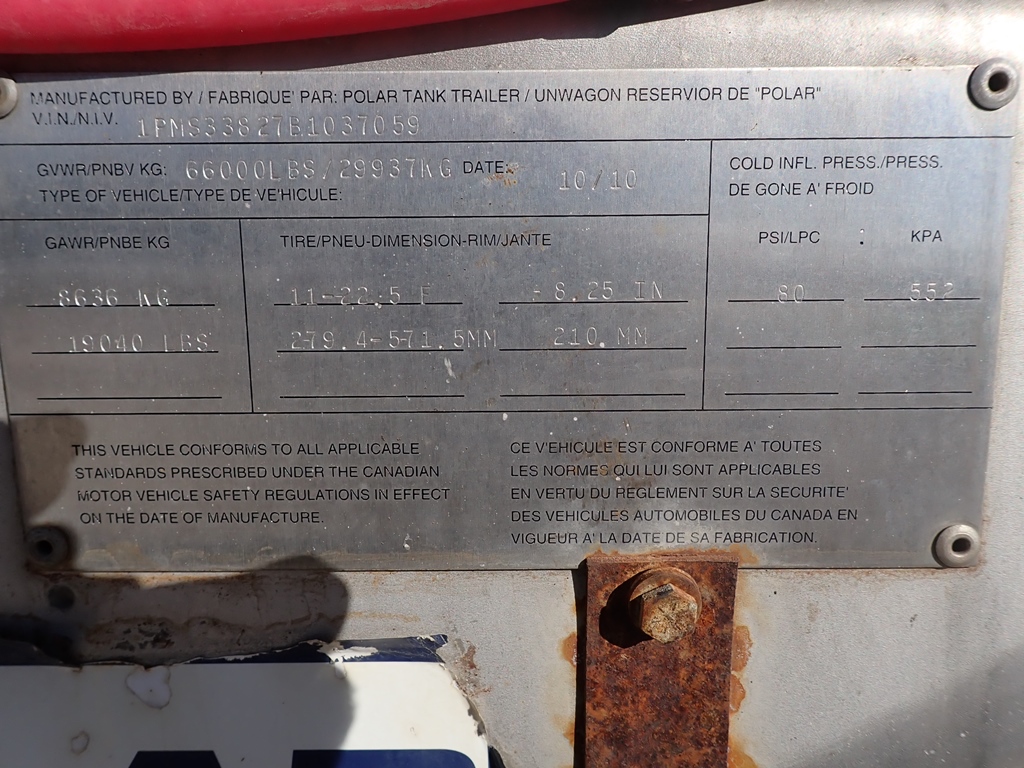 MANUFACTURED BY / FABRIQUE' PAR: POLAR TANK TRAILER / UNWAGON RESERVIOR DE "POLAR"
V.I.N./N.I.V. 1PMS33827B1037059
GVWR/PNBV KG: 66000LBS/29937KG DATE: 10/10
TYPE OF VEHICLE/TYPE DE VE'HICULE:
COLD INFL. PRESS./PRESS.
DE GONE A' FROID
GAWR/PNBE KG TIRE/PNEU-DIMENSION-RIM/JANTE PSI/LPC : KPA
8636 KG 11-22.5 F - 8.25 IN 80 552
19040 LBS 279.4-571.5MM 210 MM
THIS VEHICLE CONFORMS TO ALL APPLICABLE
STANDARDS PRESCRIBED UNDER THE CANADIAN
MOTOR VEHICLE SAFETY REGULATIONS IN EFFECT
ON THE DATE OF MANUFACTURE.
CE V'EHICULE EST CONFORME A' TOUTES
LES NORMES QUI LUI SONT APPLICABLES
EN VERTU DU REGLEMENT SUR LA SECURITE'
DES VEHICULES AUTOMOBILES DU CANADA EN
VIGUEUR A' LA DATE DE SA FABRICATION.